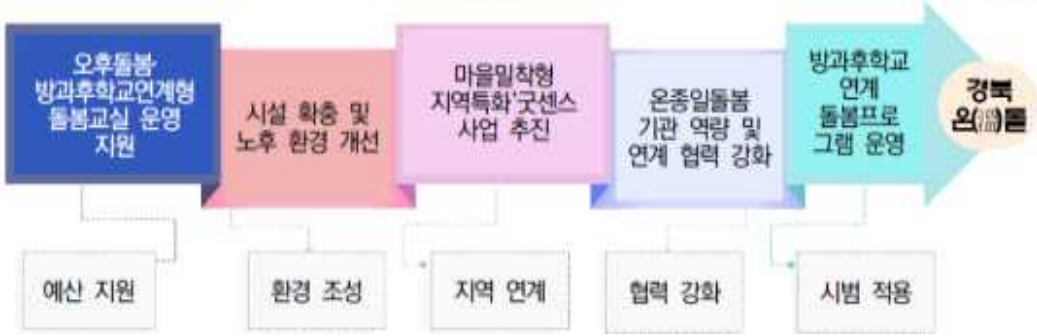 오후돌봄·
방과후학교연계형
돌봄교실 운영
지원
시설 확충 및
노후 환경 개선
마을밀착형
지역특화'굿센스
사업 추진
온종일돌봄
기관 역량 및
연계 협력 강화
방과후학교
연계
돌봄프로
그램 운영
경북
예산 지원
환경 조성
지역 연계
협력 강화
시범 적용